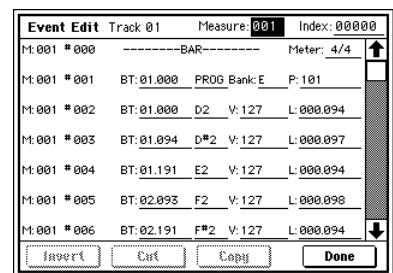 Event Edit Track 01 Measure: 001 Index: 00000
M: 001 #000 --------BAR-------- Meter: 4/4
M: 001 #001 BT: 01.000 PROG Bank: E P: 101
M: 001 #002 BT: 01.000 D2 V: 127 L: 000.094
M: 001 #003 BT: 01.094 D#2 V: 127 L: 000.097
M: 001 #004 BT: 01.191 E2 V: 127 L: 000.094
M: 001 #005 BT: 02.093 F2 V: 127 L: 000.098
M: 001 #006 BT: 02.191 F#2 V: 127 L: 000.094
Insert Cut Copy Done